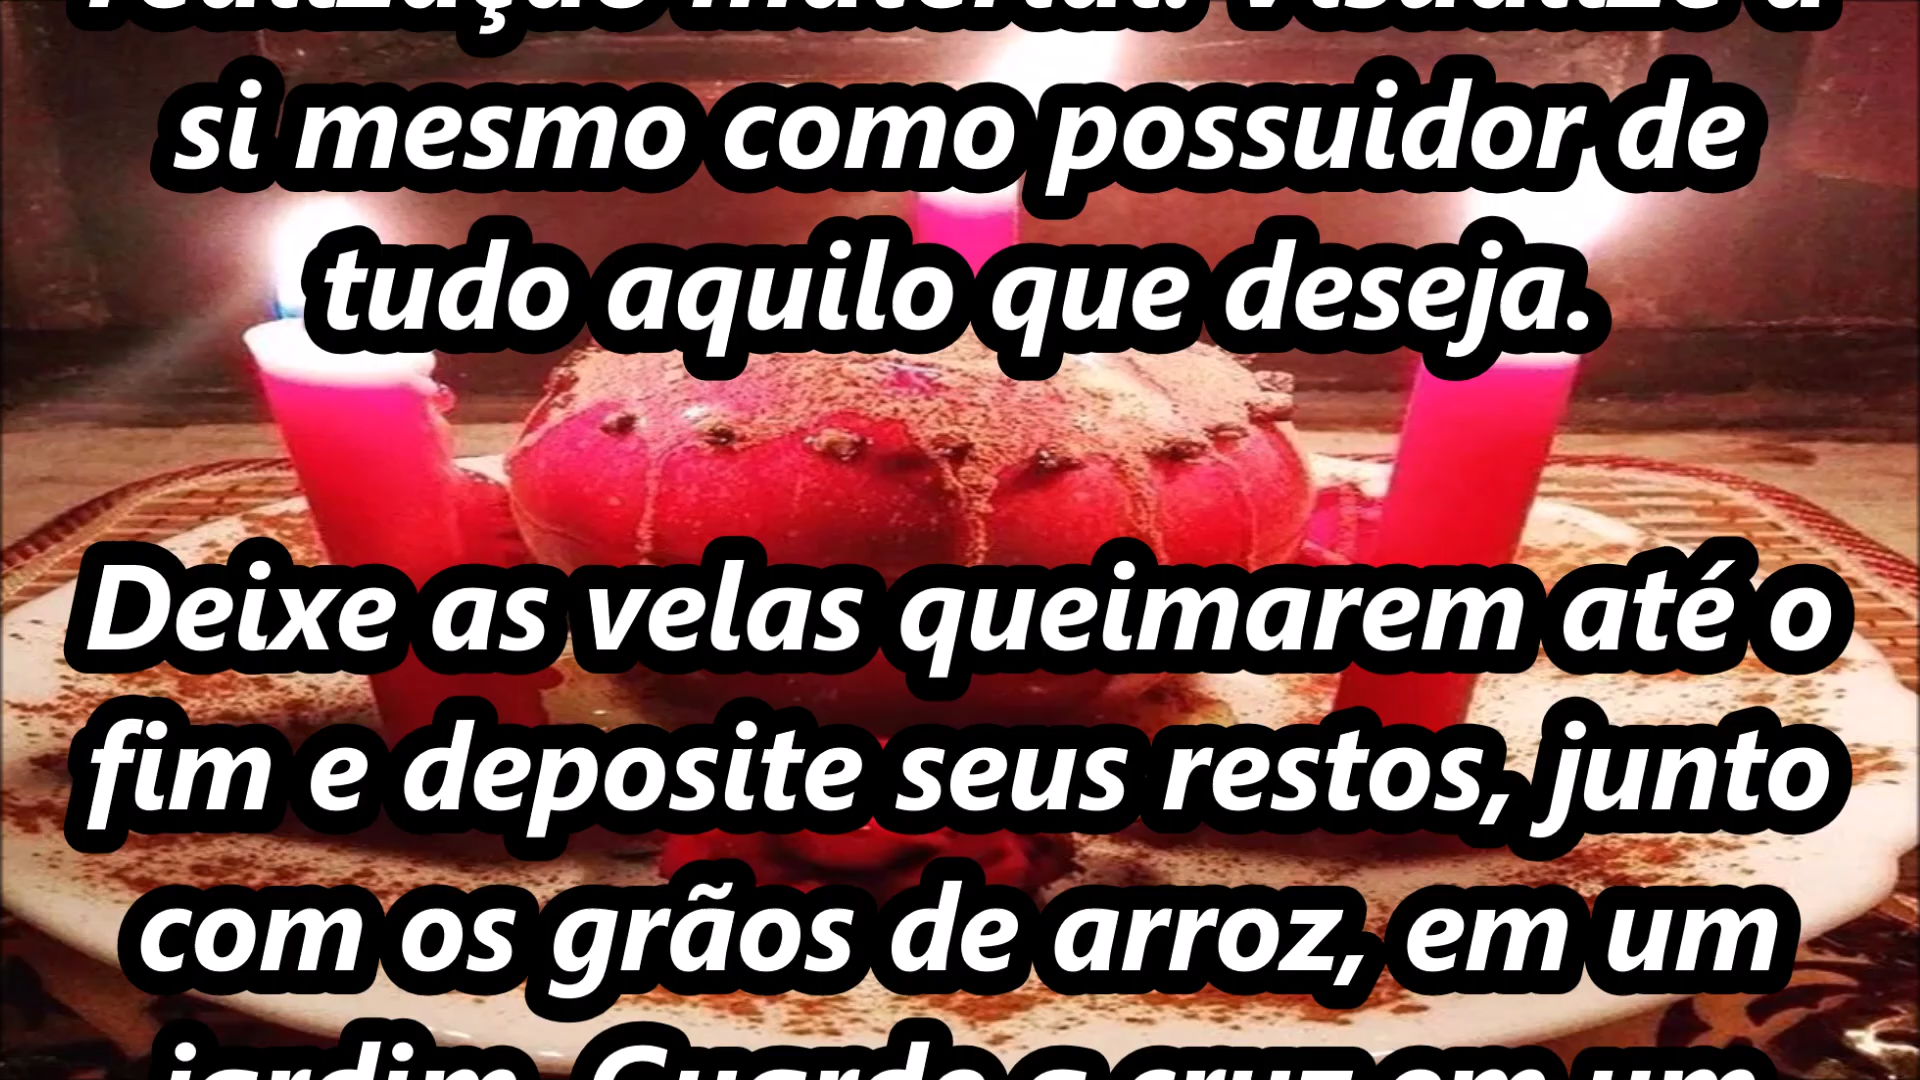 realização material. Visualize a
si mesmo como possuidor de
tudo aquilo que deseja.
Deixe as velas queimarem até o
fim e deposite seus restos, junto
com os grãos de arroz, em um
jardim. Guarde a cruz em um